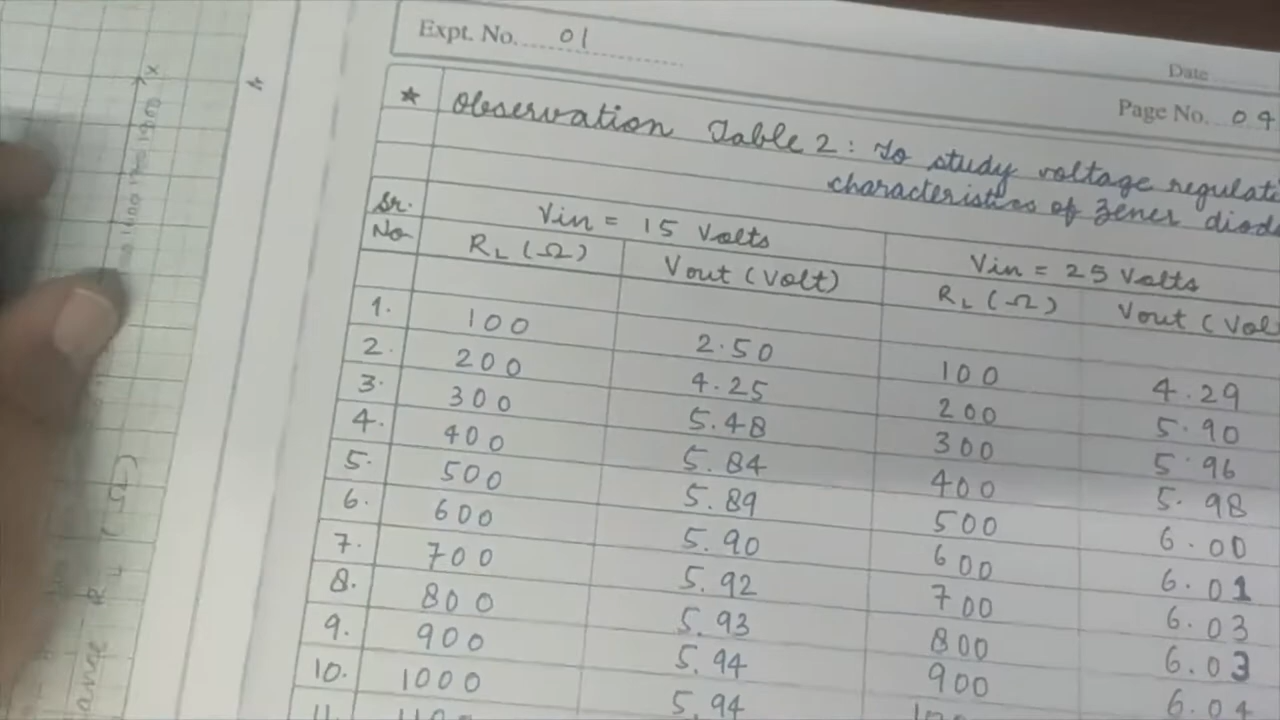 Expt. No. 01
Date
Page No. 04
* Observation Table 2: To study voltage regulati
characteristics of zener diod
Sr. No Vin = 15 Volts Vin = 25 Volts
RL (Ω) Vout (Volt) RL (Ω) Vout (Vol
1. 100 2.50 100 4.29
2. 200 4.25 200 5.90
3. 300 5.48 300 5.96
4. 400 5.84 400 5.98
5. 500 5.89 500 6.00
6. 600 5.90 600 6.01
7. 700 5.92 700 6.03
8. 800 5.93 800 6.03
9. 900 5.94 900 6.04
10. 1000 5.94
11.
RL (Ω)
X